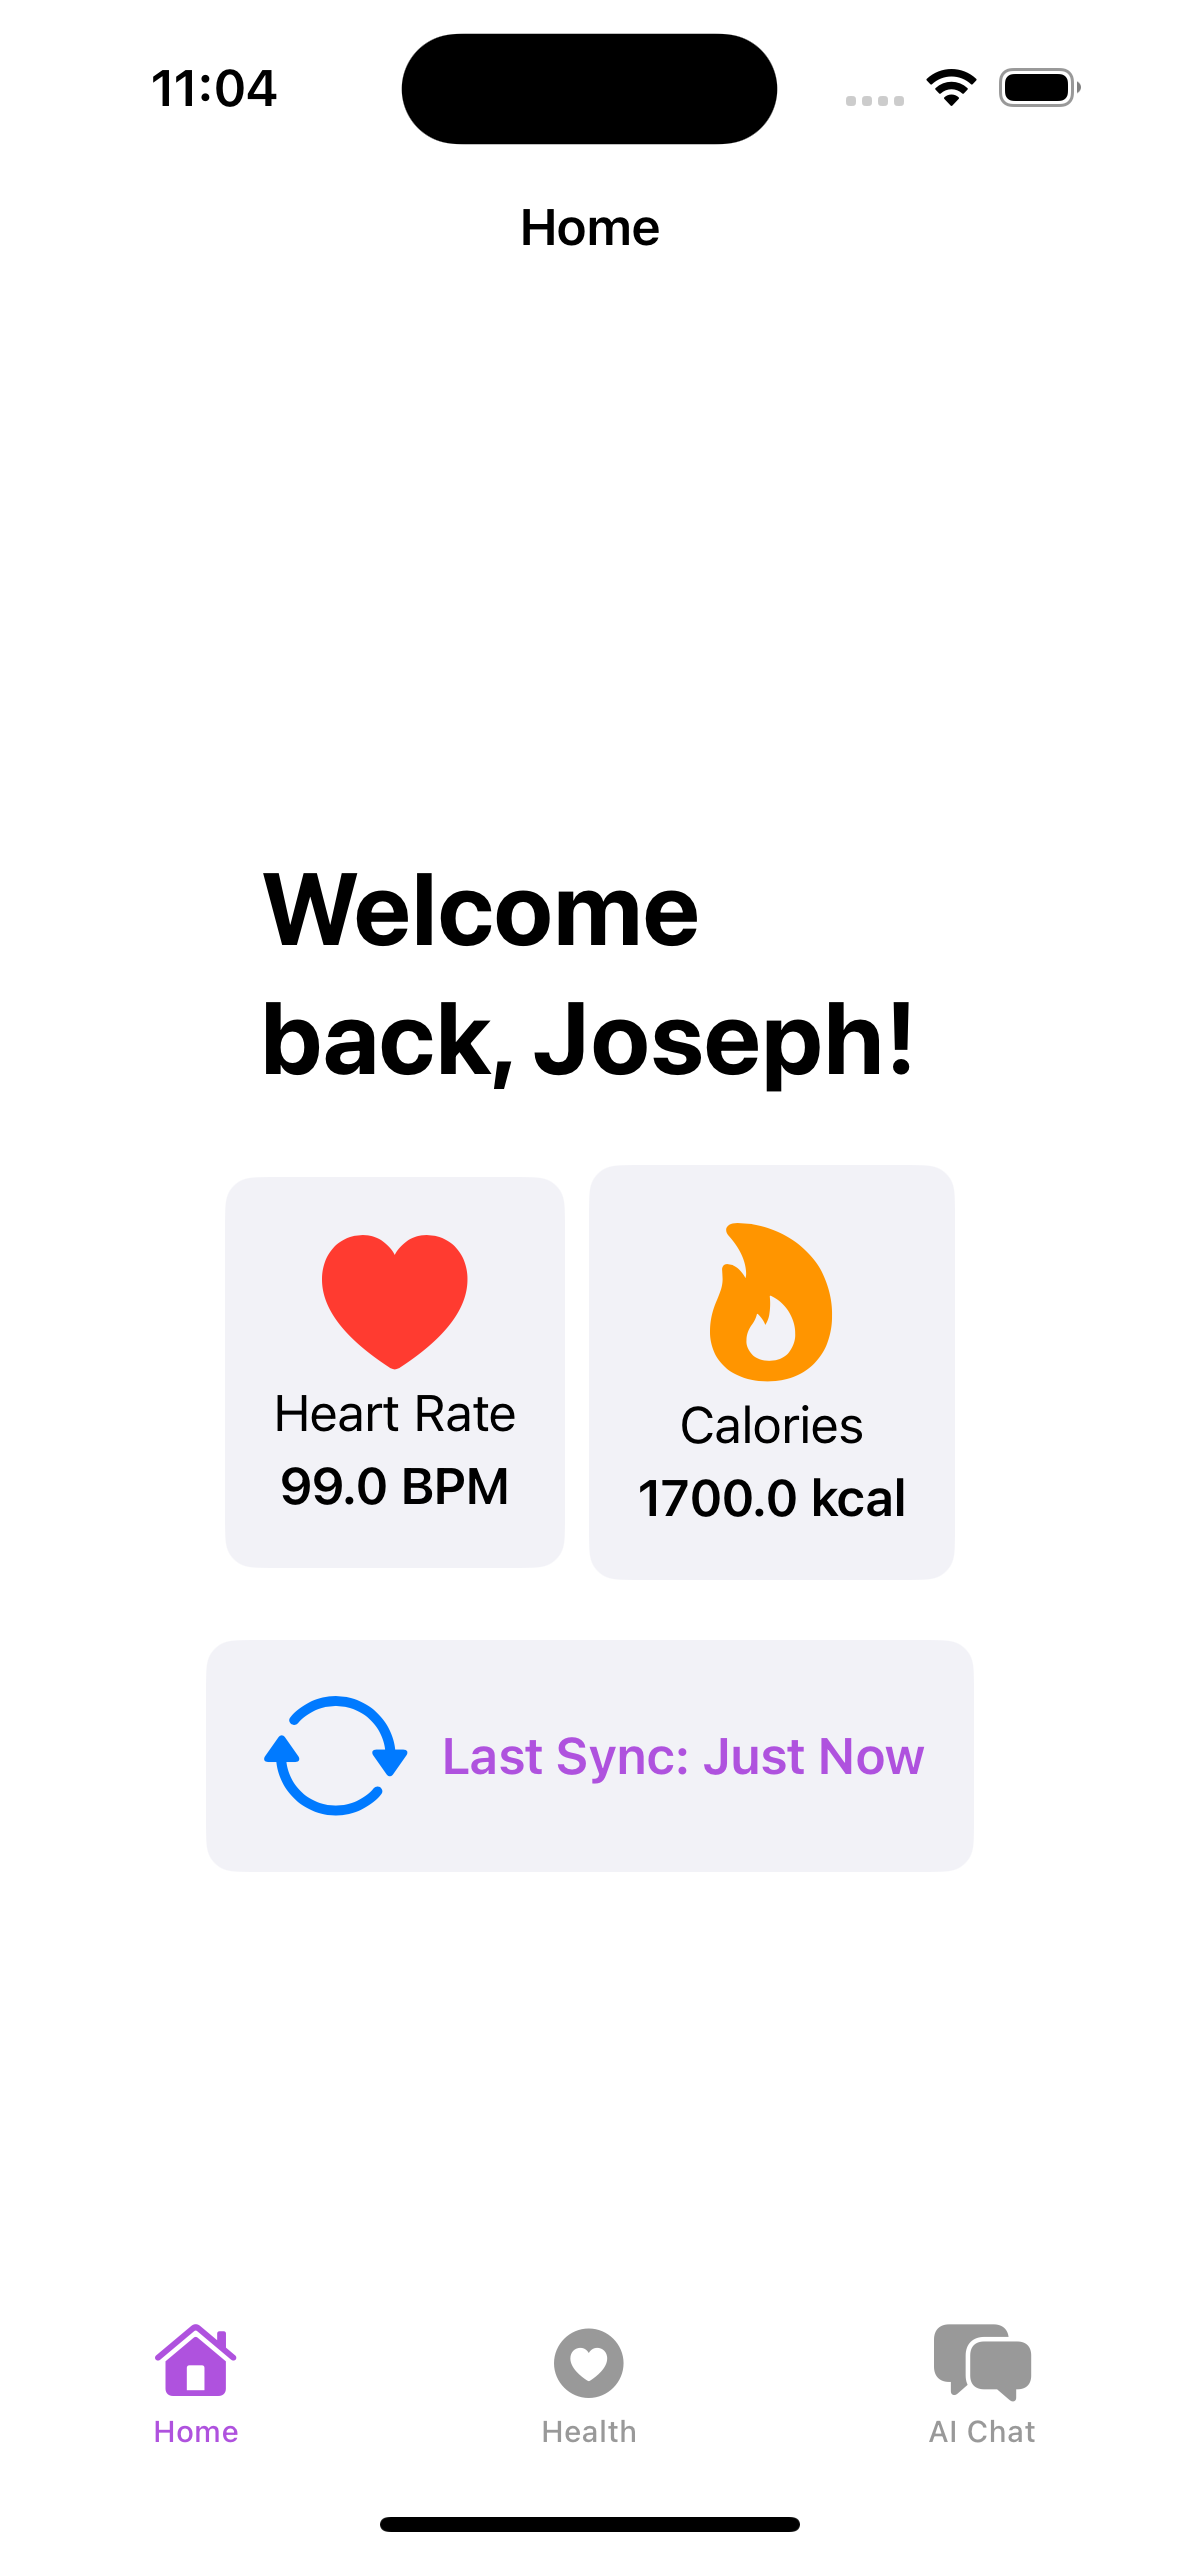 11:04
Home
Welcome
back, Joseph!
Heart Rate
99.0 BPM
Calories
1700.0 kcal
Last Sync: Just Now
Home
Health
AI Chat